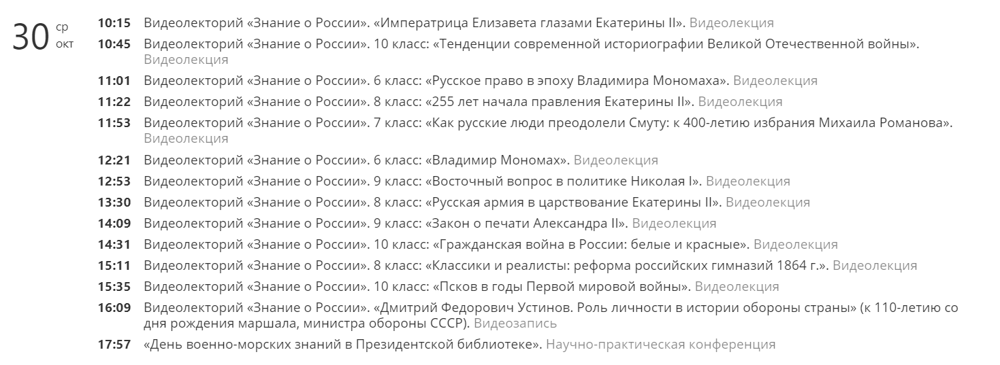 30 ср
окт
10:15 Видеолекторий «Знание о России». «Императрица Елизавета глазами Екатерины II». Видеолекция
10:45 Видеолекторий «Знание о России». 10 класс: «Тенденции современной историографии Великой Отечественной войны».
Видеолекция
11:01 Видеолекторий «Знание о России». 6 класс: «Русское право в эпоху Владимира Мономаха». Видеолекция
11:22 Видеолекторий «Знание о России». 8 класс: «255 лет начала правления Екатерины II». Видеолекция
11:53 Видеолекторий «Знание о России». 7 класс: «Как русские люди преодолели Смуту: к 400-летию избрания Михаила Романова».
Видеолекция
12:21 Видеолекторий «Знание о России». 6 класс: «Владимир Мономах». Видеолекция
12:53 Видеолекторий «Знание о России». 9 класс: «Восточный вопрос в политике Николая I». Видеолекция
13:30 Видеолекторий «Знание о России». 8 класс: «Русская армия в царствование Екатерины II». Видеолекция
14:09 Видеолекторий «Знание о России». 9 класс: «Закон о печати Александра II». Видеолекция
14:31 Видеолекторий «Знание о России». 10 класс: «Гражданская война в России: белые и красные». Видеолекция
15:11 Видеолекторий «Знание о России». 8 класс: «Классики и реалисты: реформа российских гимназий 1864 г.». Видеолекция
15:35 Видеолекторий «Знание о России». 10 класс: «Псков в годы Первой мировой войны». Видеолекция
16:09 Видеолекторий «Знание о России». «Дмитрий Федорович Устинов. Роль личности в истории обороны страны» (к 110-летию со
дня рождения маршала, министра обороны СССР). Видеозапись
17:57 «День военно-морских знаний в Президентской библиотеке». Научно-практическая конференция